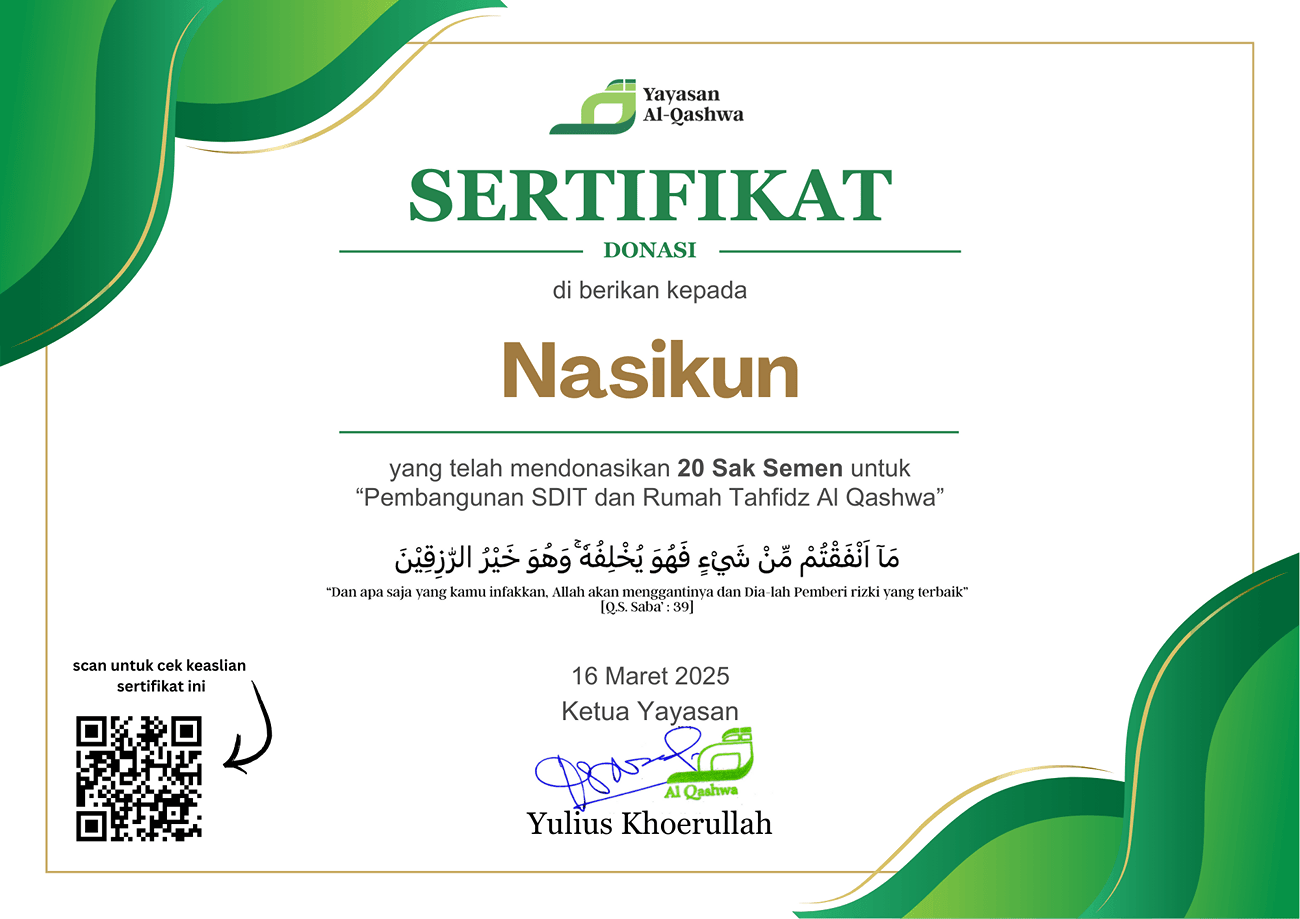 Yayasan
Al-Qashwa
SERTIFIKAT
DONASI
di berikan kepada
Nasikun
yang telah mendonasikan 20 Sak Semen untuk
“Pembangunan SDIT dan Rumah Tahfidz Al Qashwa”
مَآ اَنْفَقْتُمْ مِّنْ شَيْءٍ فَهُوَ يُخْلِفُهٗ ۚوَهُوَ خَيْرُ الرّٰزِقِيْنَ
“Dan apa saja yang kamu infakkan, Allah akan menggantinya dan Dia-lah Pemberi rizki yang terbaik”
[Q.S. Saba’ : 39]
scan untuk cek keaslian
sertifikat ini
16 Maret 2025
Ketua Yayasan
Al Qashwa
Yulius Khoerullah